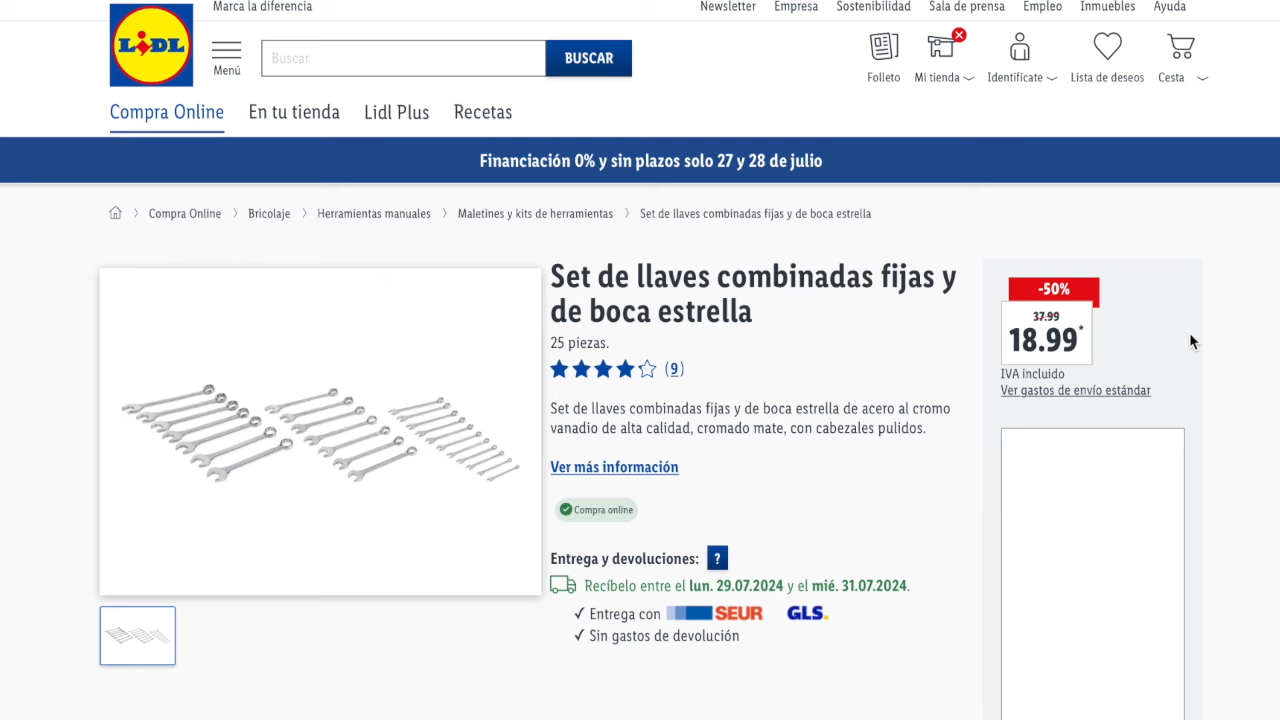 Marca la diferencia
Newsletter Empresa Sostenibilidad Sala de prensa Empleo Inmuebles Ayuda
LIDL
Menú
Buscar
BUSCAR
Folleto Mi tienda Identifícate Lista de deseos Cesta
Compra Online En tu tienda Lidl Plus Recetas
Financiación 0% y sin plazos solo 27 y 28 de julio
Compra Online Bricolaje Herramientas manuales Maletines y kits de herramientas Set de llaves combinadas fijas y de boca estrella
Set de llaves combinadas fijas y
de boca estrella
25 piezas.
(9)
Set de llaves combinadas fijas y de boca estrella de acero al cromo
vanadio de alta calidad, cromado mate, con cabezales pulidos.
Ver más información
Compra online
Entrega y devoluciones: ?
Recíbelo entre el lun. 29.07.2024 y el mié. 31.07.2024.
✓ Entrega con SEUR GLS.
✓ Sin gastos de devolución
-50%
37.99
18.99*
IVA incluido
Ver gastos de envío estándar